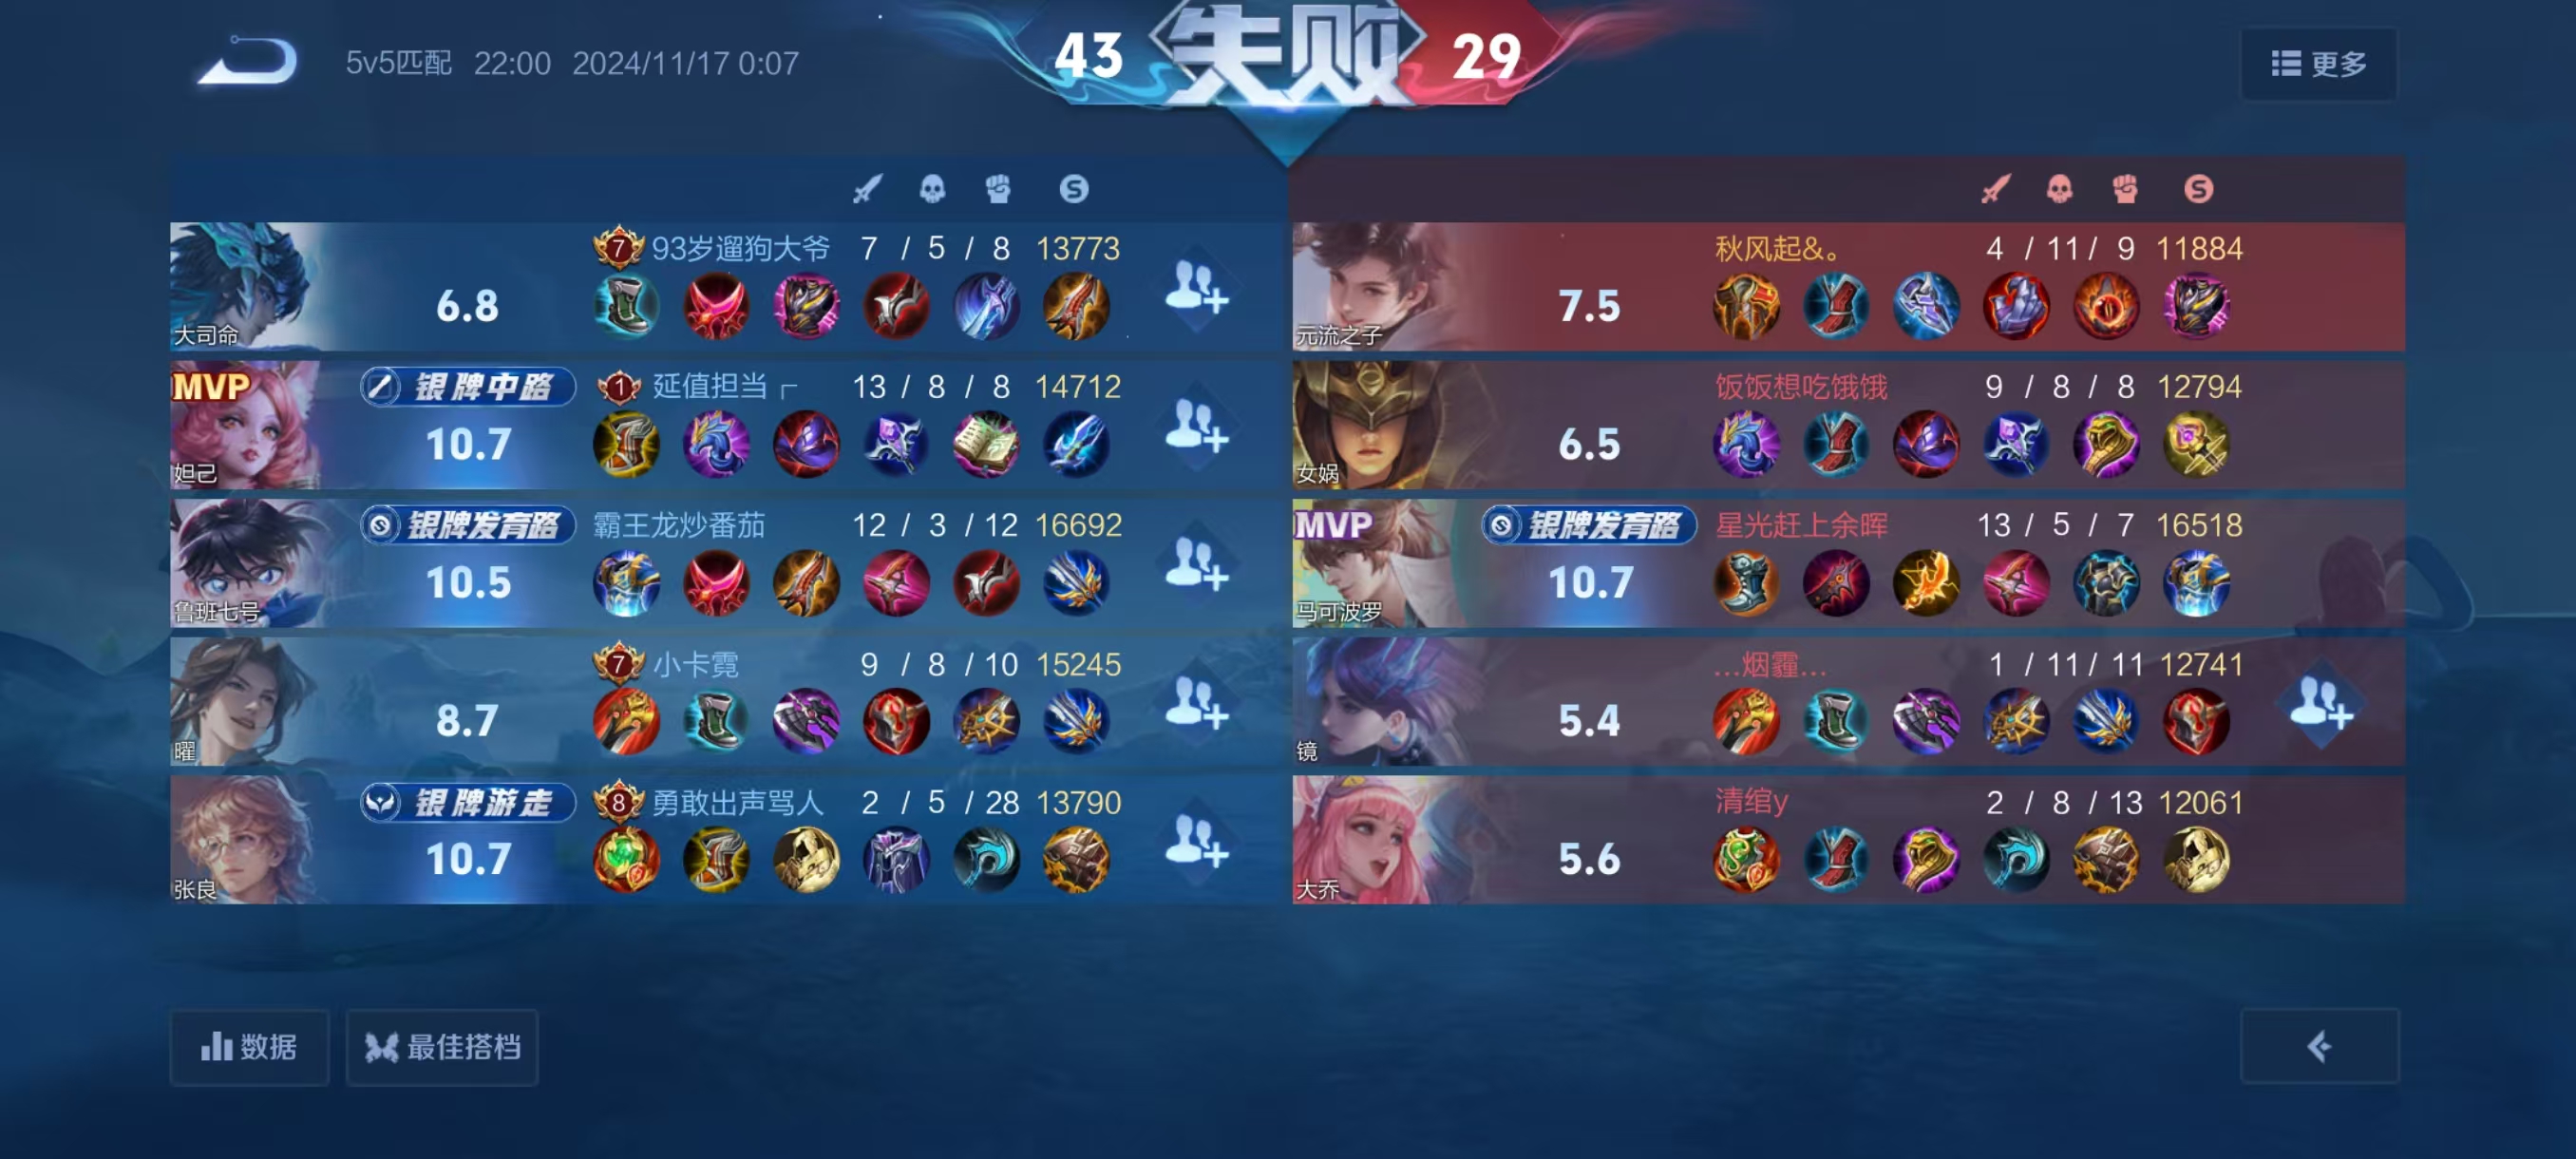 5v5匹配 22:00 2024/11/17 0:07
43 失败 29
更多
7 93岁遛狗大爷 7 / 5 / 8 13773
6.8
大司命
MVP 银牌中路 1 延值担当┌ 13 / 8 / 8 14712
10.7
妲己
银牌发育路 霸王龙炒番茄 12 / 3 / 12 16692
10.5
鲁班七号
7 小卡霓 9 / 8 / 10 15245
8.7
曜
银牌游走 8 勇敢出声骂人 2 / 5 / 28 13790
10.7
张良
秋风起&。 4 / 11 / 9 11884
7.5
元流之子
饭饭想吃饿饿 9 / 8 / 8 12794
6.5
女娲
MVP 银牌发育路 星光赶上余晖 13 / 5 / 7 16518
10.7
马可波罗
...烟霾... 1 / 11 / 11 12741
5.4
镜
清绾y 2 / 8 / 13 12061
5.6
大乔
数据
最佳搭档